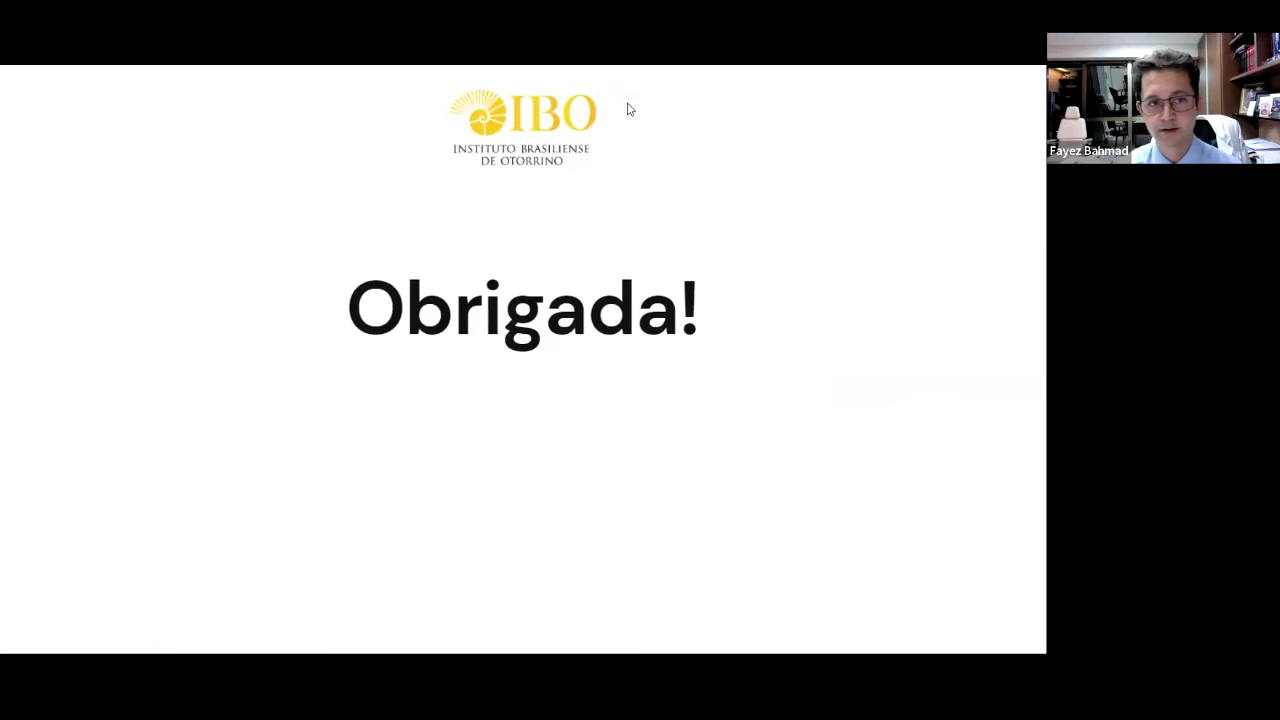 IBO
INSTITUTO BRASILIENSE
DE OTORRINO
Fayez Bahmad
Obrigada!